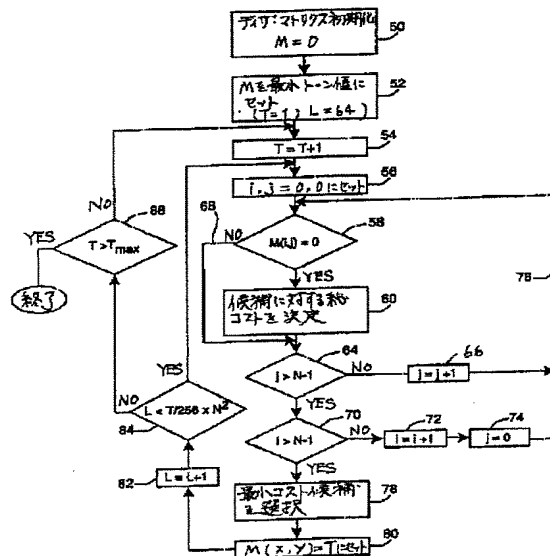 ディザ・マトリクス初期化
M = 0
50
Mを最小トーン値に
セット
(T=1, L=64)
52
54
T = T+1
56
i, j = 0, 0 にセット
NO
68
88
YES
T > Tmax
終了
NO
M(i,j) = 0
58
YES
78
候補に対する総
コストを決定
60
YES
64
j > N-1
NO
66
j = j+1
YES
NO
L < T/256 × N²
84
70
i > N-1
NO
72
i = i+1
74
j = 0
YES
82
L = L+1
最小コスト候補
を選択
78
80
M(x, y) = T にセット